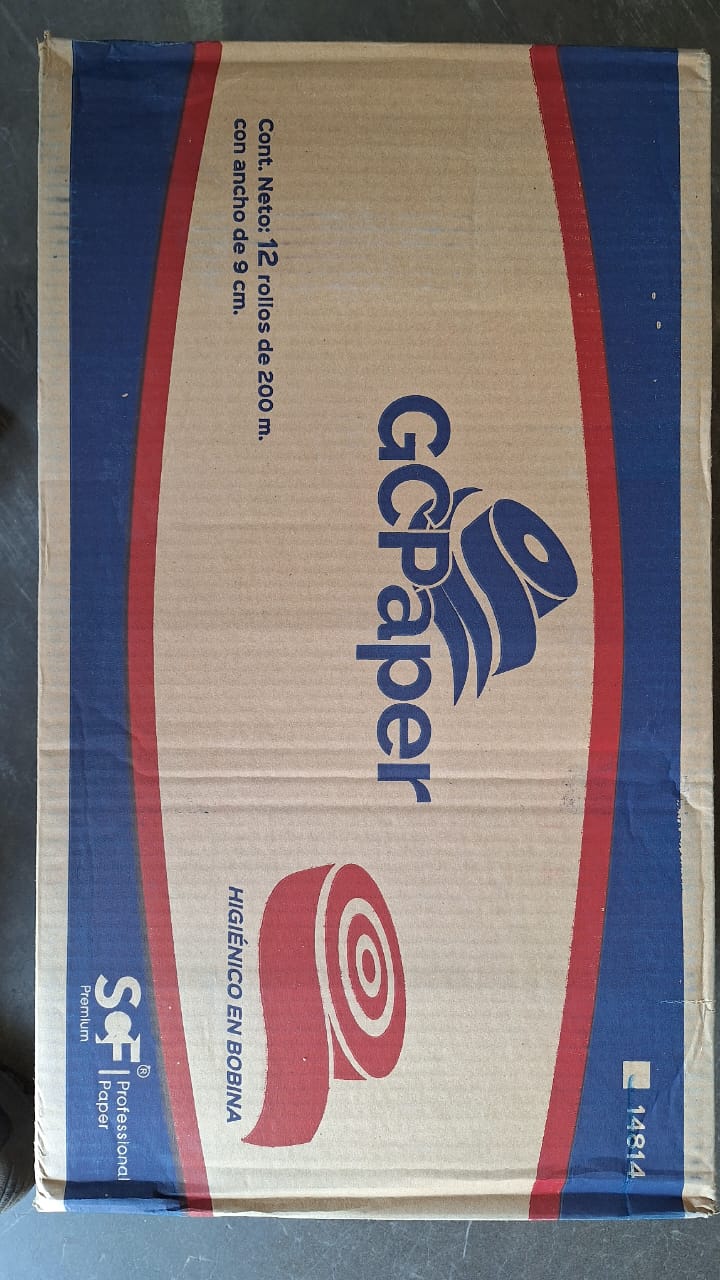 14814
GCPaper
Cont. Neto: 12 rollos de 200 m.
con ancho de 9 cm.
HIGIÉNICO EN BOBINA
SCF® Professional
Premium Paper